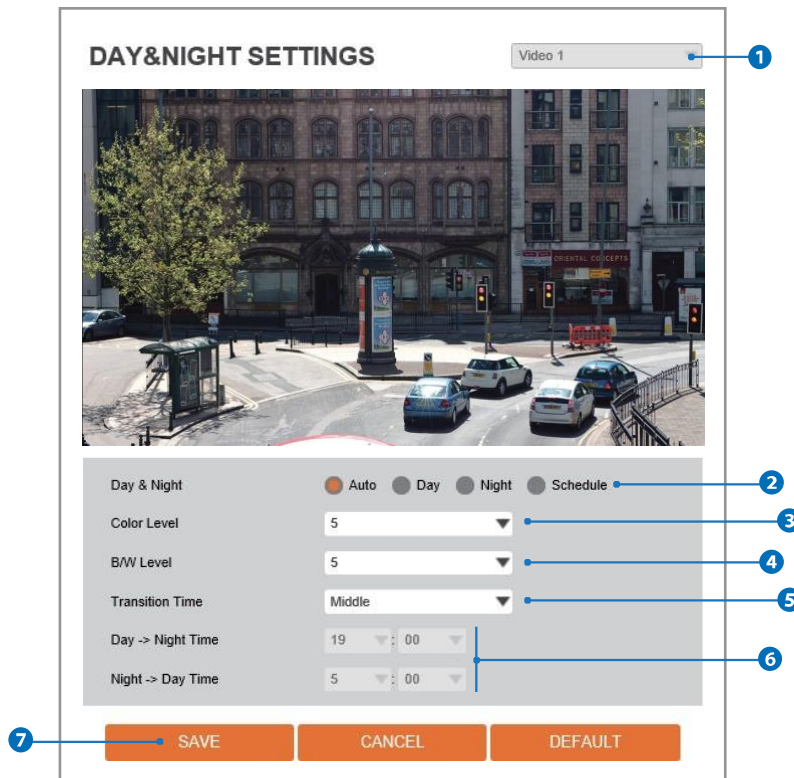 DAY&NIGHT SETTINGS
Video 1
1
ORIENTAL CONCEPTS
Day & Night
Auto
Day
Night
Schedule
2
Color Level
5
3
B/W Level
5
4
Transition Time
Middle
5
Day -> Night Time
19 : 00
6
Night -> Day Time
5 : 00
7
SAVE
CANCEL
DEFAULT